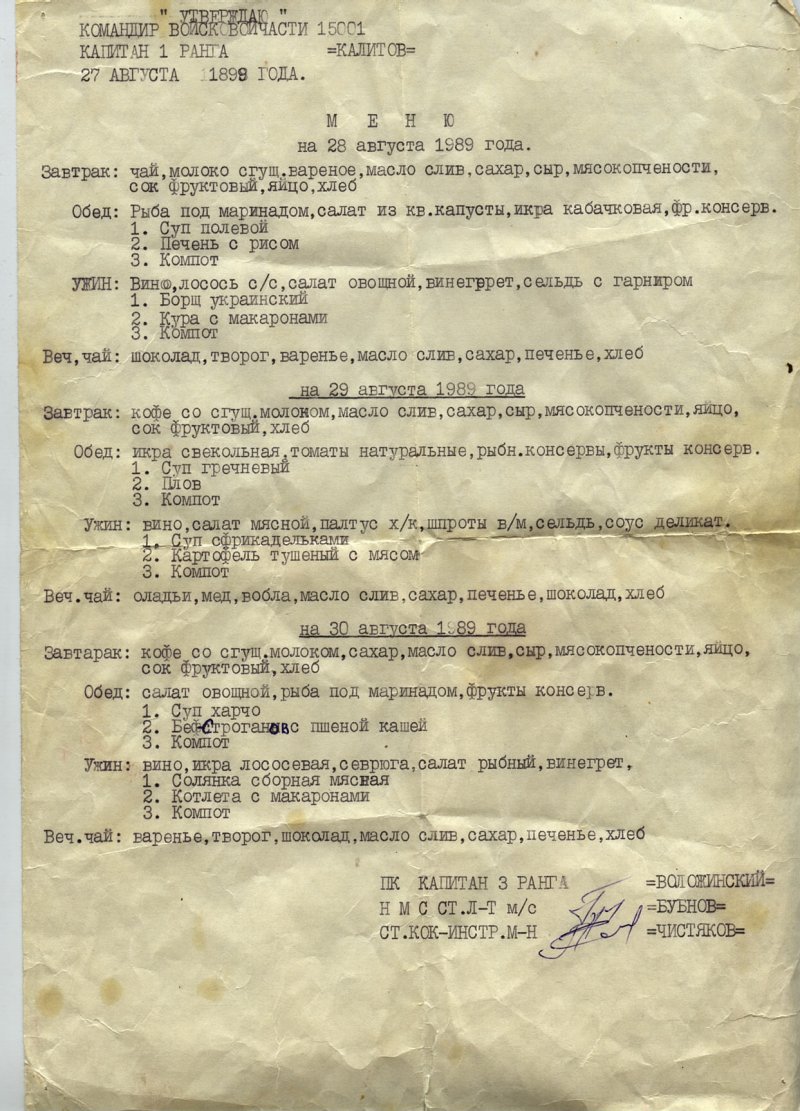 " УТВЕРЖДАЮ "
КОМАНДИР ВОЙСКОВОЙЧАСТИ 15001
КАПИТАН 1 РАНГА =КАЛИТОВ=
27 АВГУСТА 1899 ГОДА.
М Е Н Ю
на 28 августа 1989 года.
Завтрак: чай,молоко сгущ.вареное,масло слив,сахар,сыр,мясокопчености,
сок фруктовый,яйцо,хлеб
Обед: Рыба под маринадом,салат из кв.капусты,икра кабачковая,фр.консерв.
1. Суп полевой
2. Печень с рисом
3. Компот
УЖИН: Вино,лосось с/с,салат овощной,винегррет,сельдь с гарниром
1. Борщ украинский
2. Кура с макаронами
3. Компот
Веч,чай: шоколад,творог,варенье,масло слив,сахар,печенье,хлеб
на 29 августа 1989 года
Завтрак: кофе со сгущ.молоком,масло слив,сахар,сыр,мясокопчености,яйцо,
сок фруктовый,хлеб
Обед: икра свекольная,томаты натуральные,рыбн.консервы,фрукты консерв.
1. Суп гречневый
2. Плов
3. Компот
Ужин: вино,салат мясной,палтус х/к,шпроты в/м,сельдь,соус деликат.
1. Суп сфрикадельками
2. Картофель тушеный с мясом
3. Компот
Веч.чай: оладьи,мед,вобла,масло слив,сахар,печенье,шоколад,хлеб
на 30 августа 1989 года
Завтарак: кофе со сгущ.молоком,сахар,масло слив,сыр,мясокопчености,яйцо,
сок фруктовый,хлеб
Обед: салат овощной,рыба под маринадом,фрукты консерв.
1. Суп харчо
2. Бефстрогановс пшеной кашей
3. Компот
Ужин: вино,икра лососевая,севрюга,салат рыбный,винегрет,
1. Солянка сборная мясная
2. Котлета с макаронами
3. Компот
Веч.чай: варенье,творог,шоколад,масло слив,сахар,печенье,хлеб
ПК КАПИТАН 3 РАНГА =ВОЛОЖИНСКИЙ=
Н М С СТ.Л-Т м/с =БУБНОВ=
СТ.КОК-ИНСТР.М-Н =ЧИСТЯКОВ=